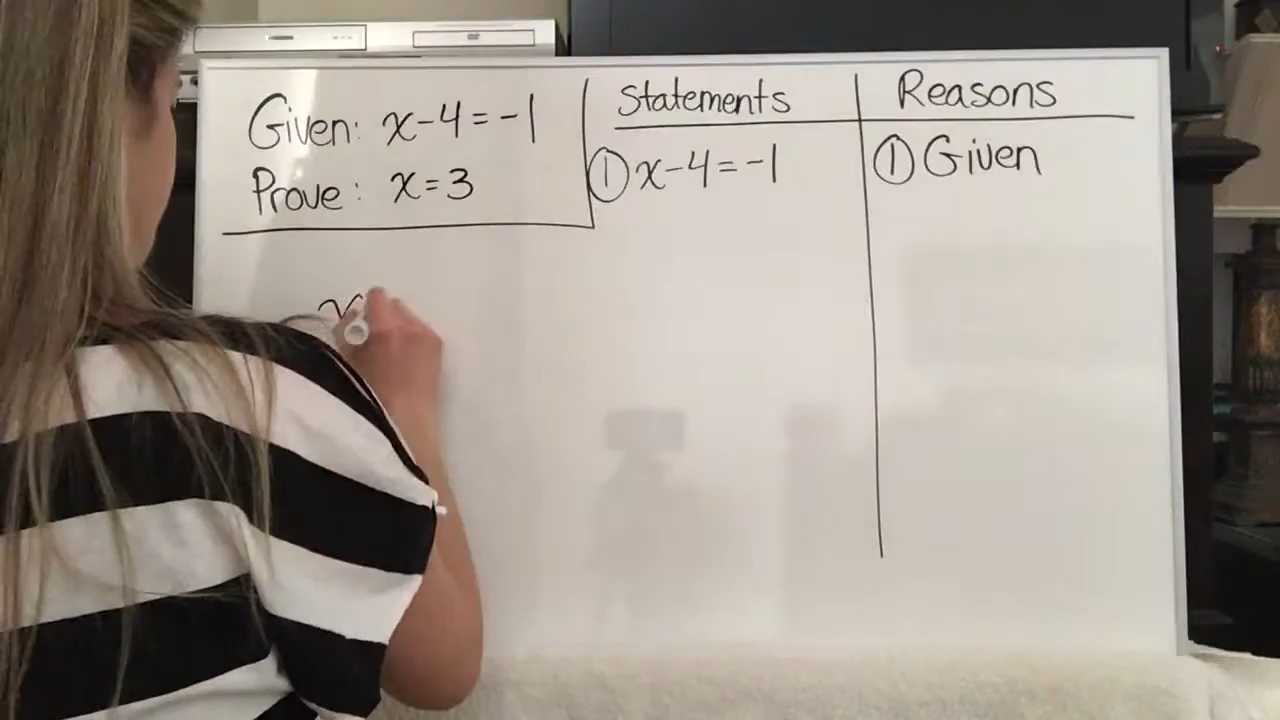 Given: x-4=-1
Prove: x=3
Statements
Reasons
① x-4=-1
① Given
x